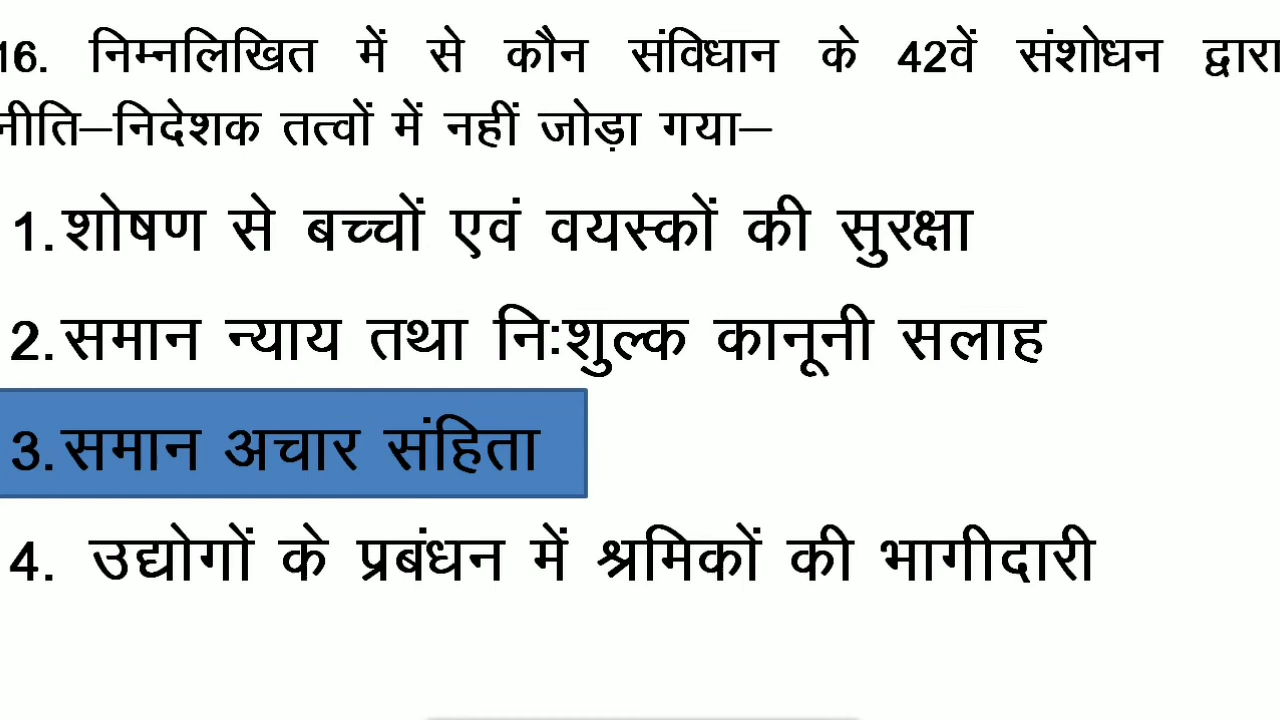 16. निम्नलिखित में से कौन संविधान के 42वें संशोधन द्वारा
नीति–निदेशक तत्वों में नहीं जोड़ा गया–
1. शोषण से बच्चों एवं वयस्कों की सुरक्षा
2. समान न्याय तथा निःशुल्क कानूनी सलाह
3. समान अचार संहिता
4. उद्योगों के प्रबंधन में श्रमिकों की भागीदारी